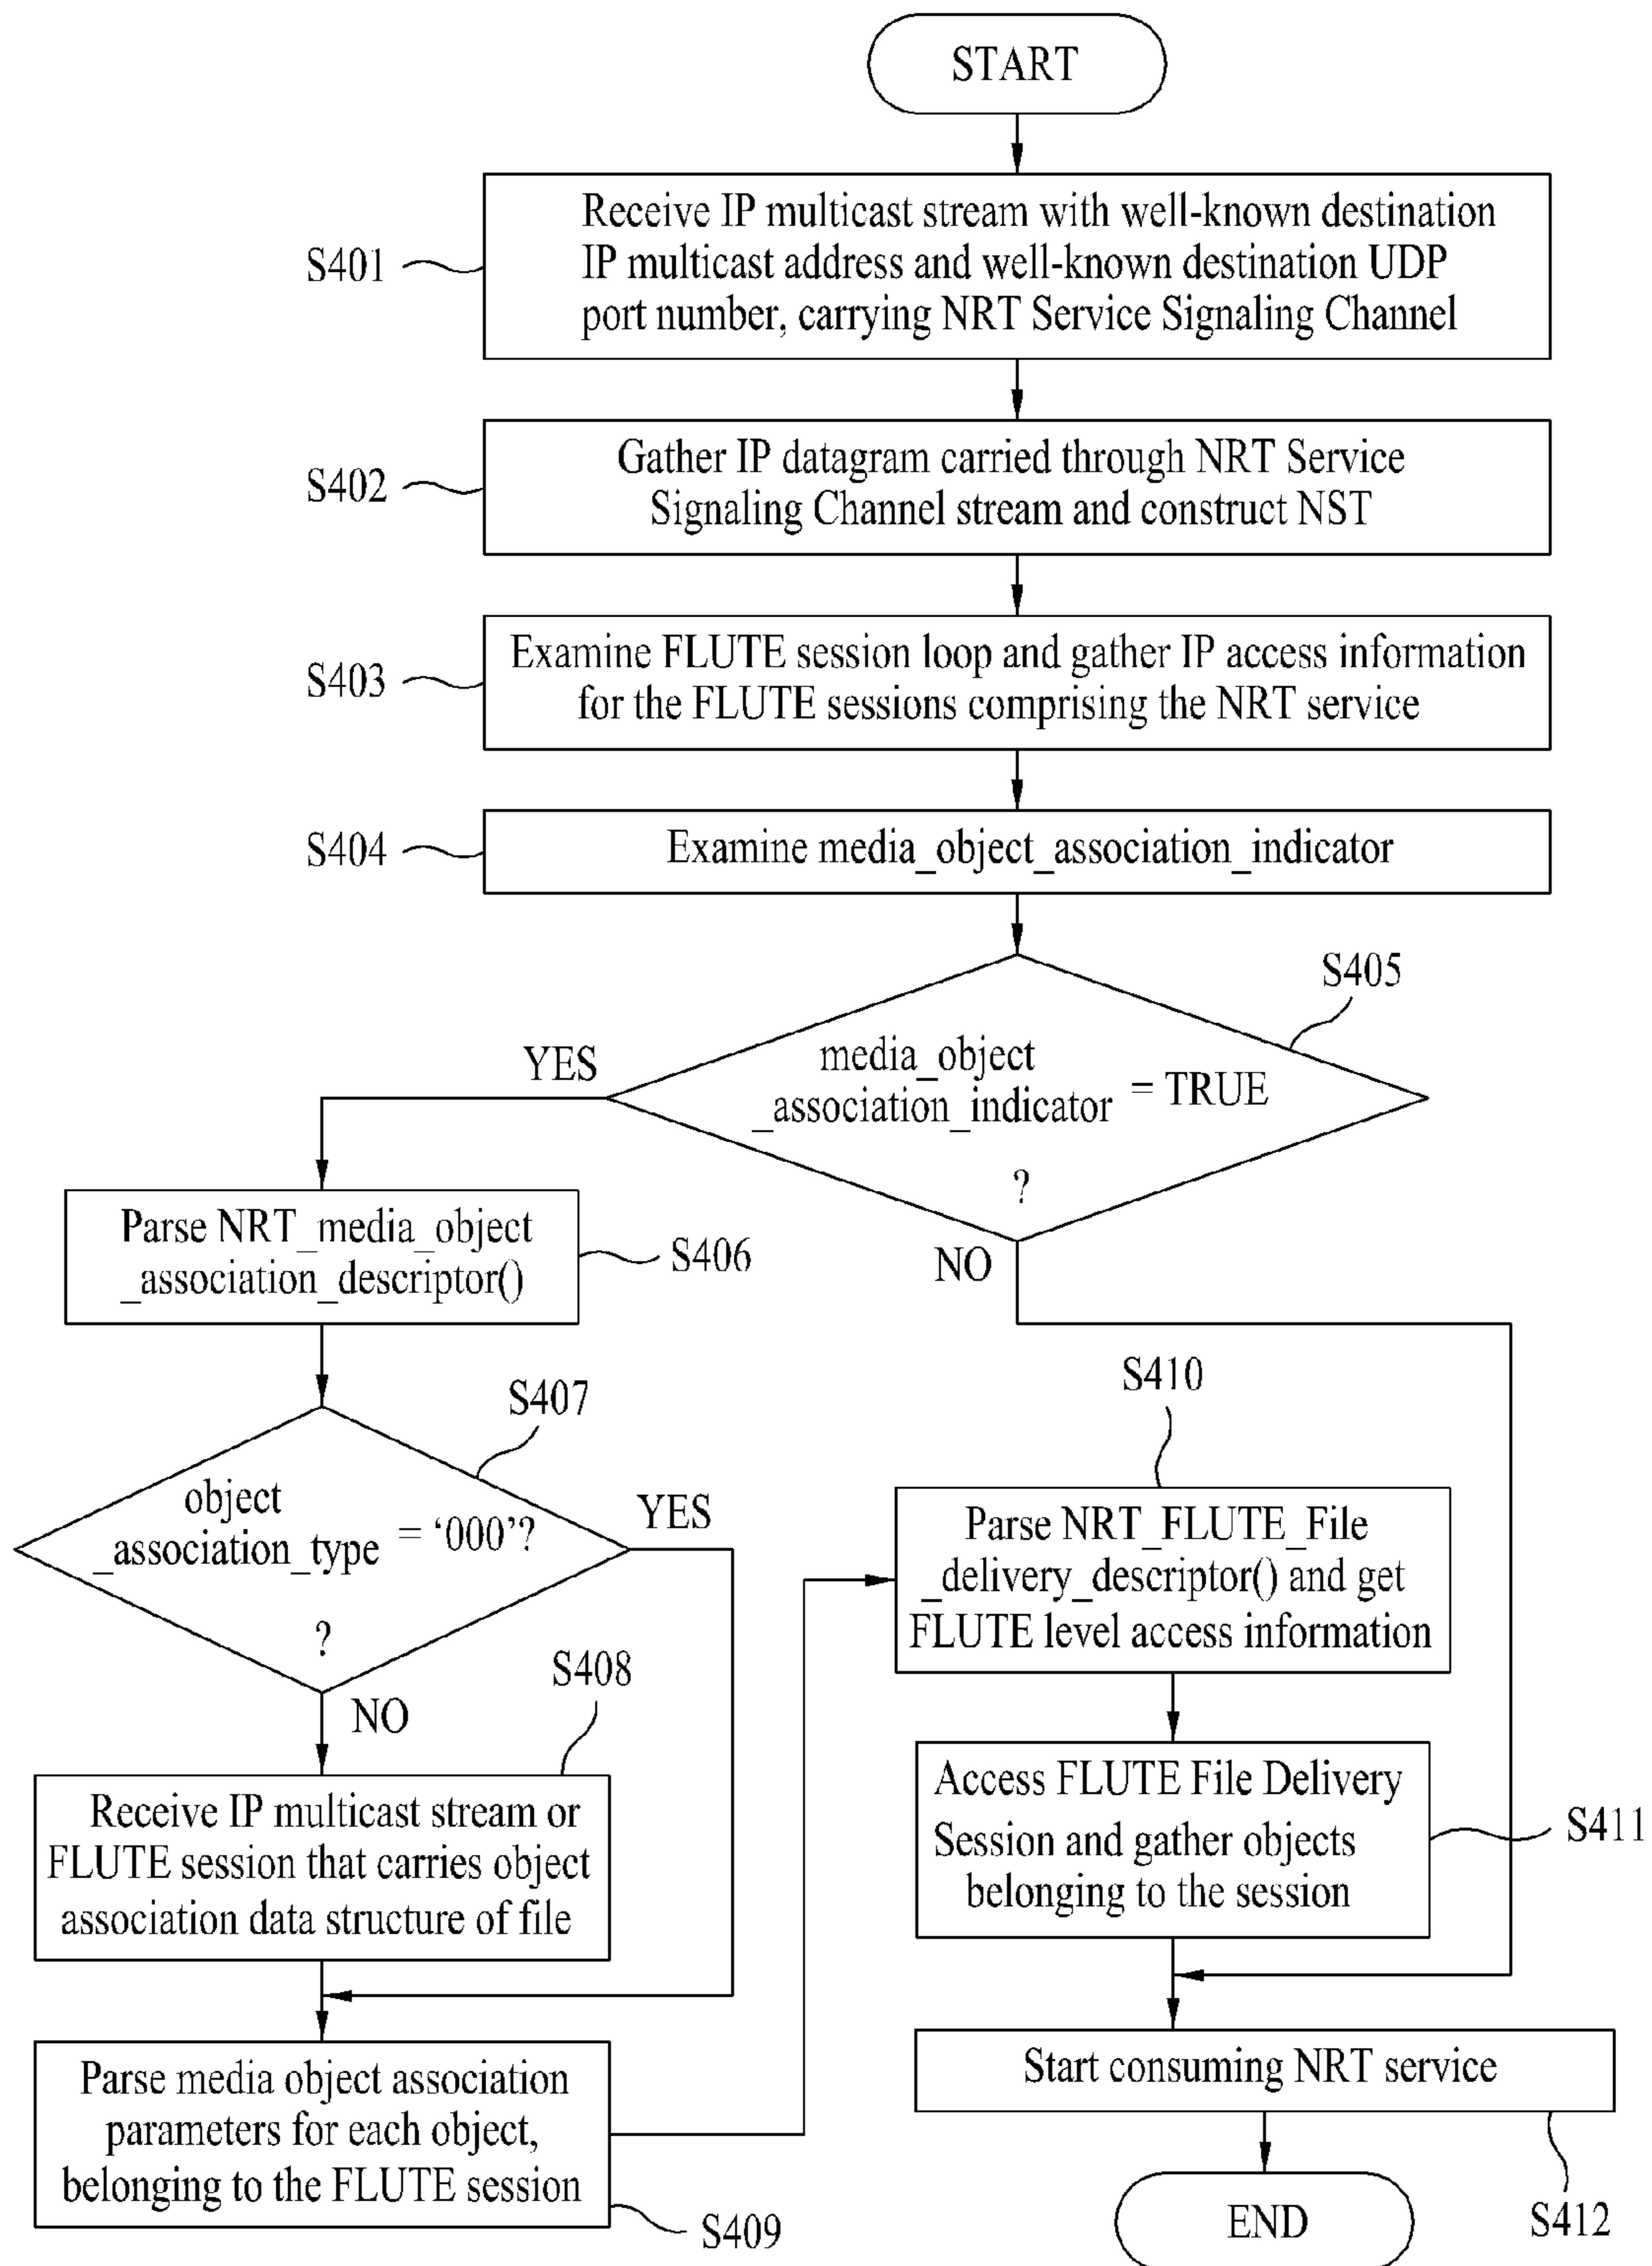 START
Receive IP multicast stream with well-known destination
IP multicast address and well-known destination UDP
port number, carrying NRT Service Signaling Channel
S401
Gather IP datagram carried through NRT Service
Signaling Channel stream and construct NST
S402
Examine FLUTE session loop and gather IP access information
for the FLUTE sessions comprising the NRT service
S403
Examine media_object_association_indicator
S404
S405
media_object
_association_indicator = TRUE
?
YES
NO
Parse NRT_media_object
_association_descriptor()
S406
S407
object
_association_type = ‘000’?
?
YES
NO
S408
Receive IP multicast stream or
FLUTE session that carries object
association data structure of file
Parse media object association
parameters for each object,
belonging to the FLUTE session
S409
S410
Parse NRT_FLUTE_File
_delivery_descriptor() and get
FLUTE level access information
Access FLUTE File Delivery
Session and gather objects
belonging to the session
S411
Start consuming NRT service
S412
END